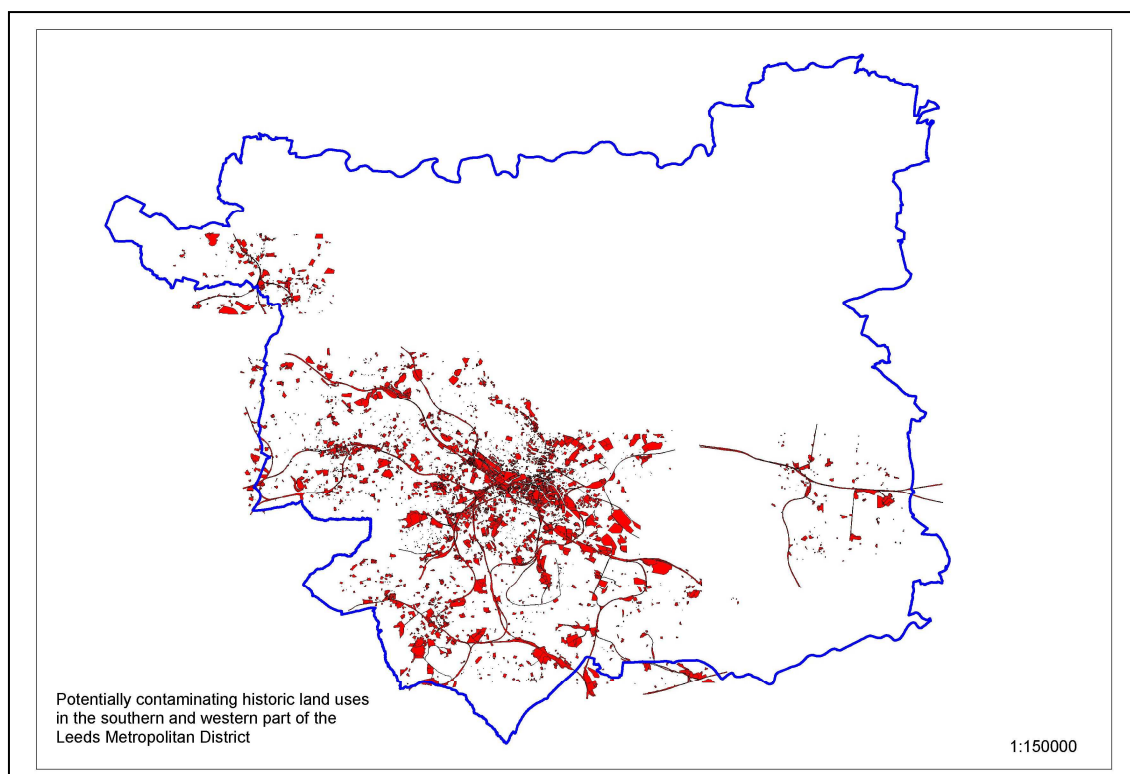 Potentially contaminating historic land uses
in the southern and western part of the
Leeds Metropolitan District
1:150000